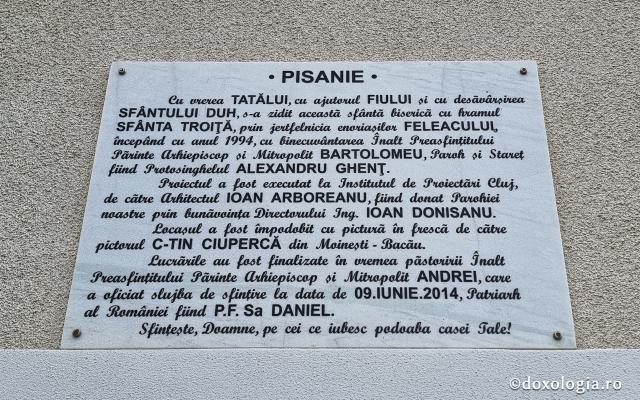 • PISANIE •
Cu vrerea TATĂLUI, cu ajutorul FIULUI și cu desăvârșirea
SFÂNTULUI DUH, s-a zidit această sfântă biserică cu hramul
SFÂNTA TROIȚĂ, prin jertfelnicia enoriașilor FELEACULUI,
începând cu anul 1994, cu binecuvântarea Înalt Preasfințitului
Părinte Arhiepiscop și Mitropolit BARTOLOMEU, Paroh și Stareț
fiind Protosinghelul ALEXANDRU GHENȚ.
Proiectul a fost executat la Institutul de Proiectări Cluj,
de către Arhitectul IOAN ARBOREANU, fiind donat Parohiei
noastre prin bunăvoința Directorului Ing. IOAN DONISANU.
Locașul a fost împodobit cu pictură în frescă de către
pictorul C-TIN CIUPERCĂ din Moinești - Bacău.
Lucrările au fost finalizate în vremea păstoririi Înalt
Preasfințitului Părinte Arhiepiscop și Mitropolit ANDREI, care
a oficiat slujba de sfințire la data de 09.IUNIE.2014, Patriarh
al României fiind P.F. Sa DANIEL.
Sfințește, Doamne, pe cei ce iubesc podoaba casei Tale!
©doxologia.ro